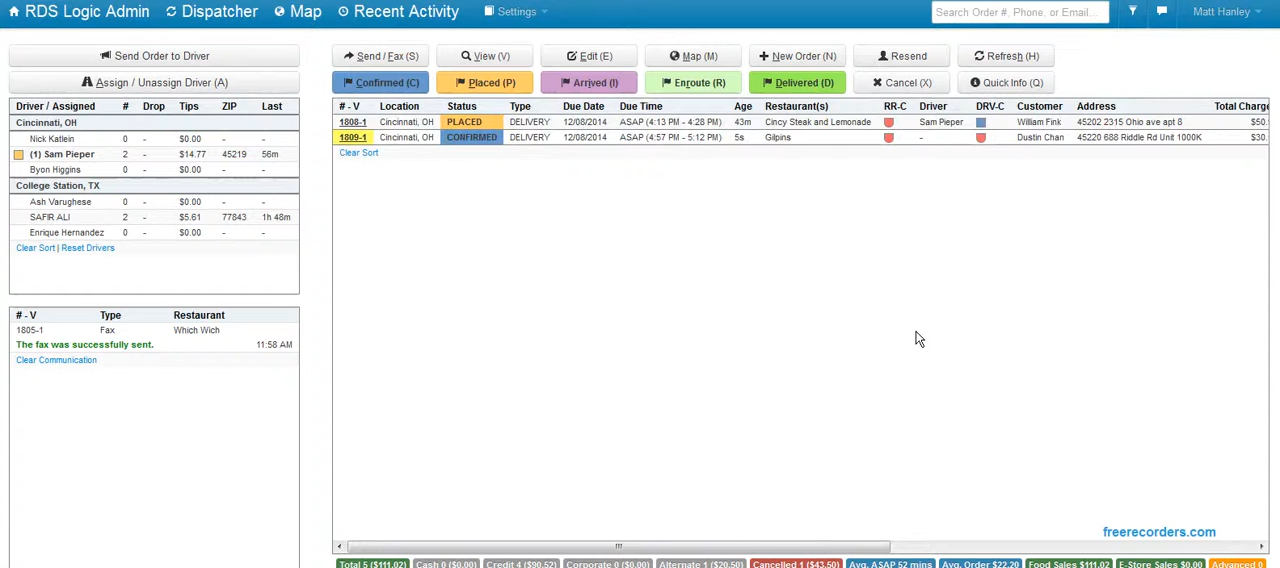 RDS Logic Admin Dispatcher Map Recent Activity Settings Search Order #, Phone, or Email... Matt Hanley
Send Order to Driver
Assign / Unassign Driver (A)
Driver / Assigned # Drop Tips ZIP Last
Cincinnati, OH
Nick Katlein 0 - $0.00 - -
(1) Sam Pieper 2 - $14.77 45219 56m
Byon Higgins 0 - $0.00 - -
College Station, TX
Ash Varughese 0 - $0.00 - -
SAFIR ALI 2 - $5.61 77843 1h 48m
Enrique Hernandez 0 - $0.00 - -
Clear Sort | Reset Drivers
# - V Type Restaurant
1805-1 Fax Which Wich
The fax was successfully sent. 11:58 AM
Clear Communication
Send / Fax (S) View (V) Edit (E) Map (M) New Order (N) Resend Refresh (H)
Confirmed (C) Placed (P) Arrived (I) Enroute (R) Delivered (D) Cancel (X) Quick Info (Q)
# - V Location Status Type Due Date Due Time Age Restaurant(s) RR-C Driver DRV-C Customer Address Total Charge
1808-1 Cincinnati, OH PLACED DELIVERY 12/08/2014 ASAP (4:13 PM - 4:28 PM) 43m Cincy Steak and Lemonade Sam Pieper William Fink 45202 2315 Ohio ave apt 8 $50.
1809-1 Cincinnati, OH CONFIRMED DELIVERY 12/08/2014 ASAP (4:57 PM - 5:12 PM) 5s Gilpins - Dustin Chan 45220 688 Riddle Rd Unit 1000K $30.
Clear Sort
freerecorders.com
Total 5 ($111.02) Cash 0 ($0.00) Credit 4 ($90.52) Corporate 0 ($0.00) Alternate 1 ($20.50) Cancelled 1 ($43.50) Avg. ASAP 52 mins Avg. Order $22.20 Food Sales $111.02 E-Store Sales $0.00 Advanced 0